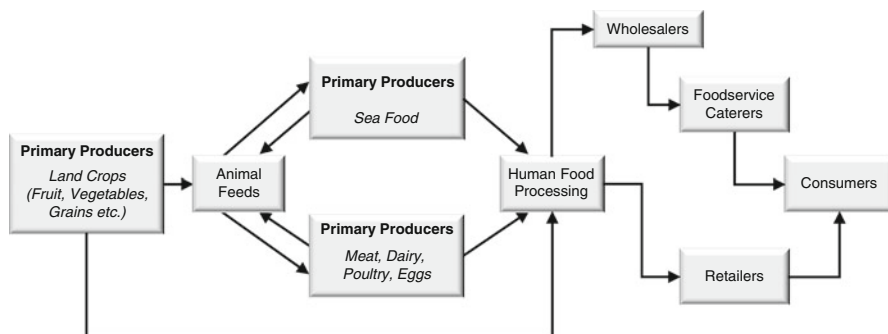 Primary Producers
Land Crops
(Fruit, Vegetables,
Grains etc.)
Animal
Feeds
Primary Producers
Sea Food
Primary Producers
Meat, Dairy,
Poultry, Eggs
Human Food
Processing
Wholesalers
Foodservice
Caterers
Consumers
Retailers